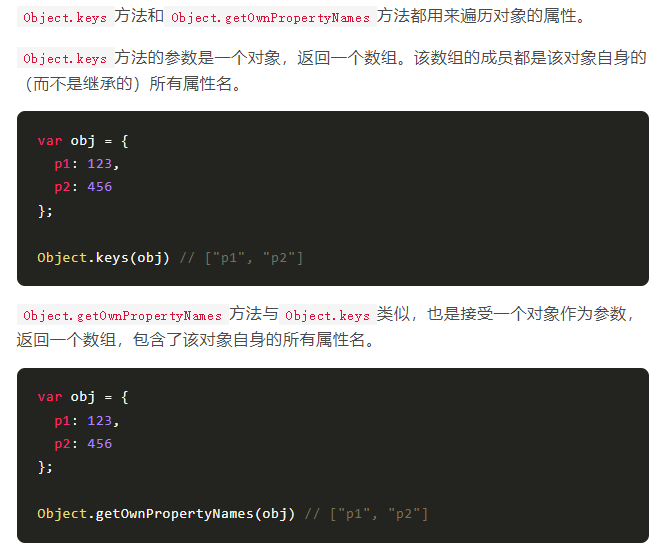 Object.keys 方法和 Object.getOwnPropertyNames 方法都用来遍历对象的属性。
Object.keys 方法的参数是一个对象，返回一个数组。该数组的成员都是该对象自身的
（而不是继承的）所有属性名。
var obj = {
  p1: 123,
  p2: 456
};
Object.keys(obj) // ["p1", "p2"]
Object.getOwnPropertyNames 方法与 Object.keys 类似，也是接受一个对象作为参数，
返回一个数组，包含了该对象自身的所有属性名。
var obj = {
  p1: 123,
  p2: 456
};
Object.getOwnPropertyNames(obj) // ["p1", "p2"]